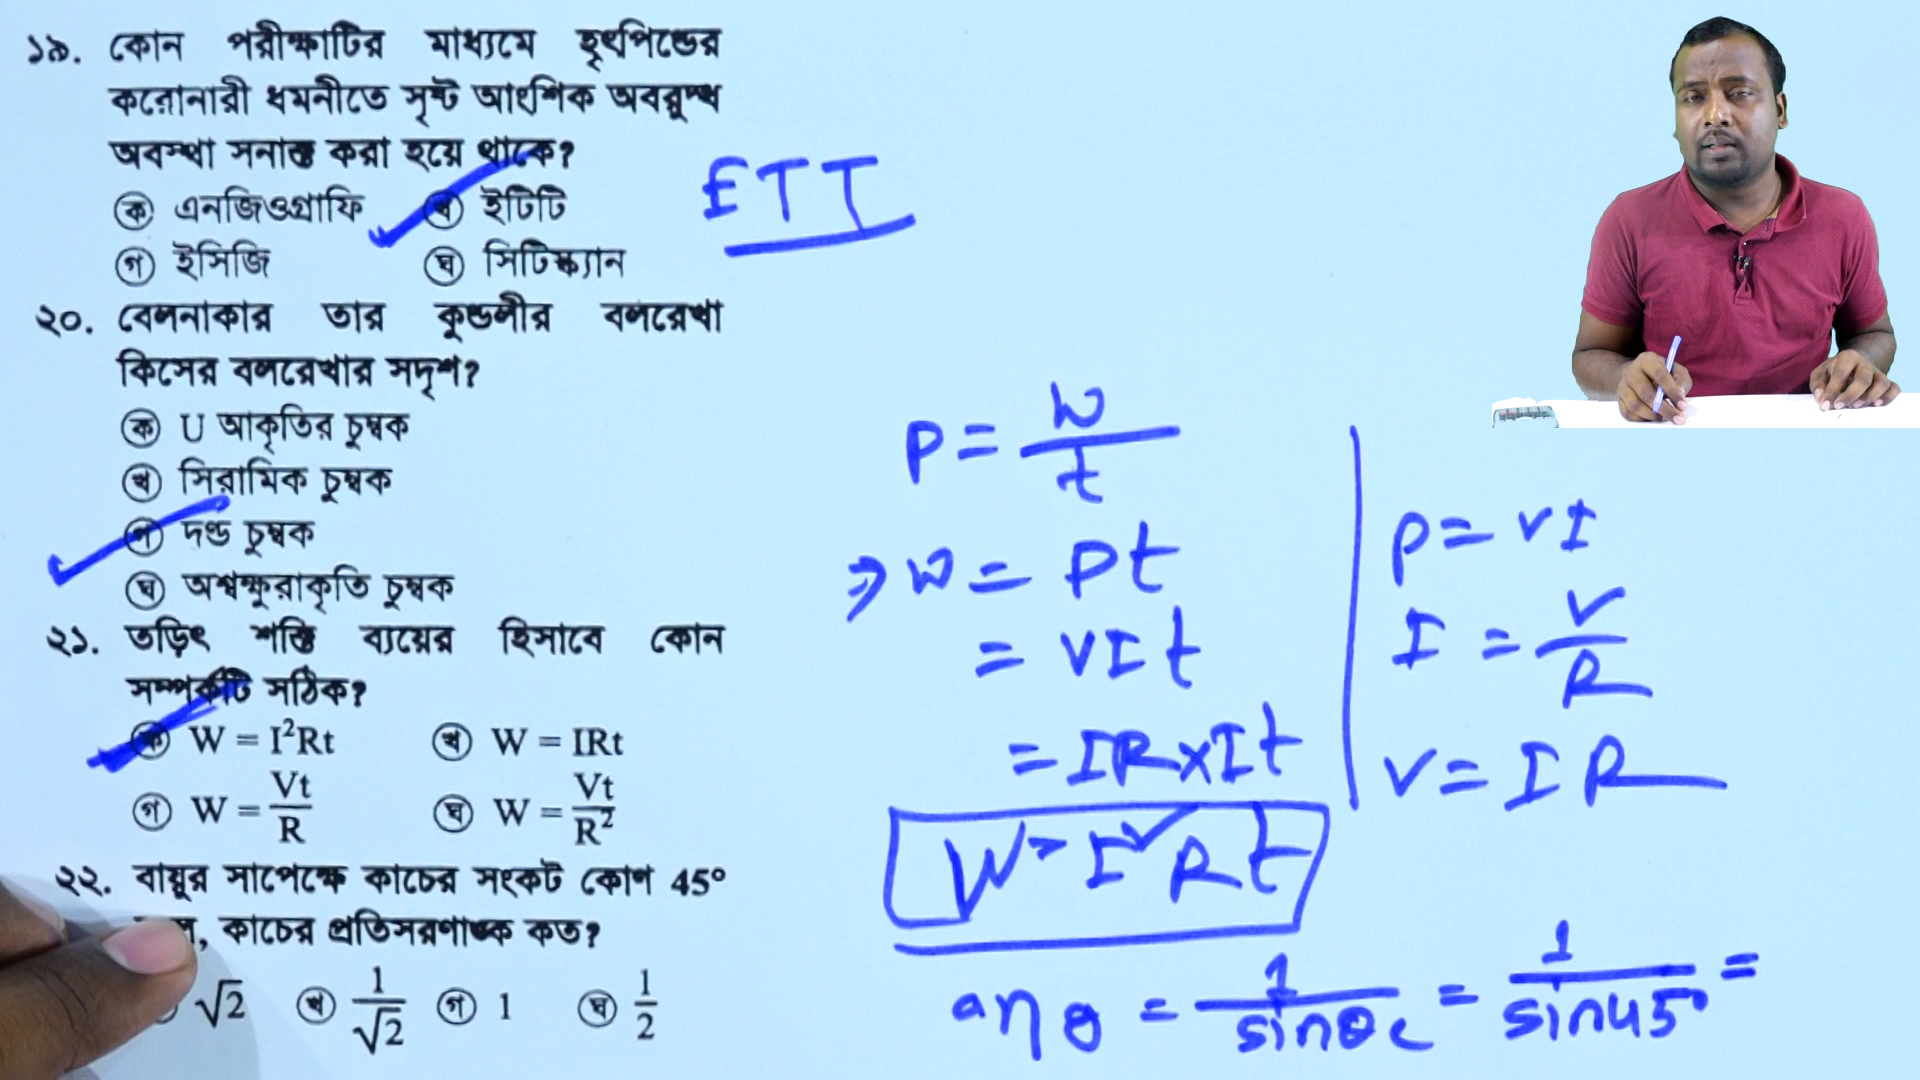 ১৯. কোন পরীক্ষাটির মাধ্যমে হৃৎপিন্ডের
করোনারী ধমনীতে সৃষ্ট আংশিক অবরুদ্ধ
অবস্থা সনাক্ত করা হয়ে থাকে?
ক এনজিওগ্রাফি খ ইটিটি
গ ইসিজি ঘ সিটিস্ক্যান
ETT
২০. বেলনাকার তার কুন্ডলীর বলরেখা
কিসের বলরেখার সদৃশ?
ক U আকৃতির চুম্বক
খ সিরামিক চুম্বক
গ দণ্ড চুম্বক
ঘ অশ্বক্ষুরাকৃতি চুম্বক
২১. তড়িৎ শক্তি ব্যয়ের হিসাবে কোন
সম্পর্কটি সঠিক?
ক W = I²Rt খ W = IRt
গ W = Vt/R ঘ W = Vt/R²
২২. বায়ুর সাপেক্ষে কাচের সংকট কোণ 45°
, কাচের প্রতিসরণাঙ্ক কত?
√2 খ 1/√2 গ 1 ঘ 1/2
P = W/t
⇒ W = Pt
= VIt
= IR×It
W = I²Rt
P = VI
I = V/R
V = IR
aηg = 1/sinθc = 1/sin45° =